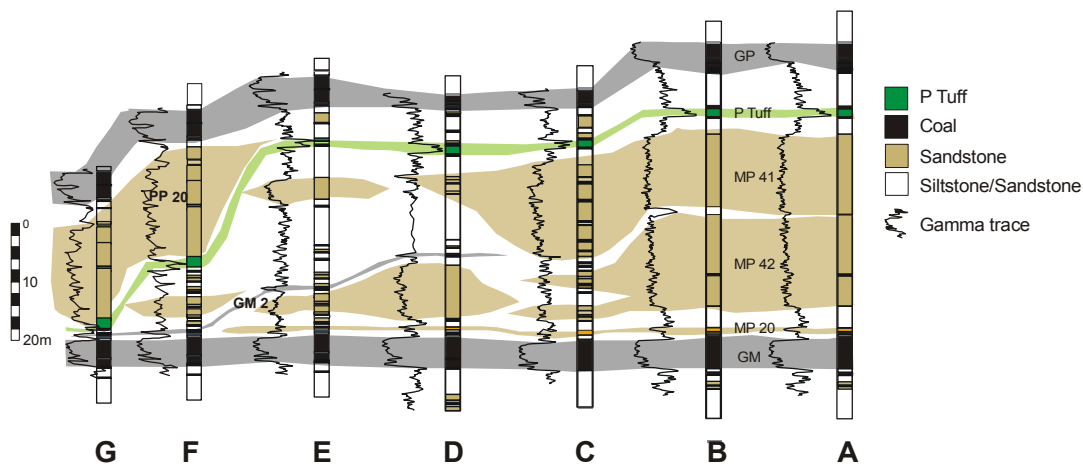 GP
P Tuff
P Tuff
Coal
Sandstone
Siltstone/Sandstone
Gamma trace
MP 41
PP 20
0
MP 42
10
GM 2
MP 20
20m
GM
G F E D C B A